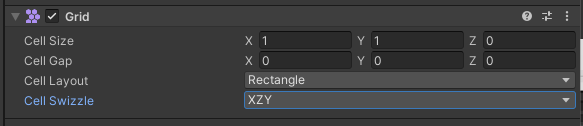 Grid
Cell Size X 1 Y 1 Z 0
Cell Gap X 0 Y 0 Z 0
Cell Layout Rectangle
Cell Swizzle XZY